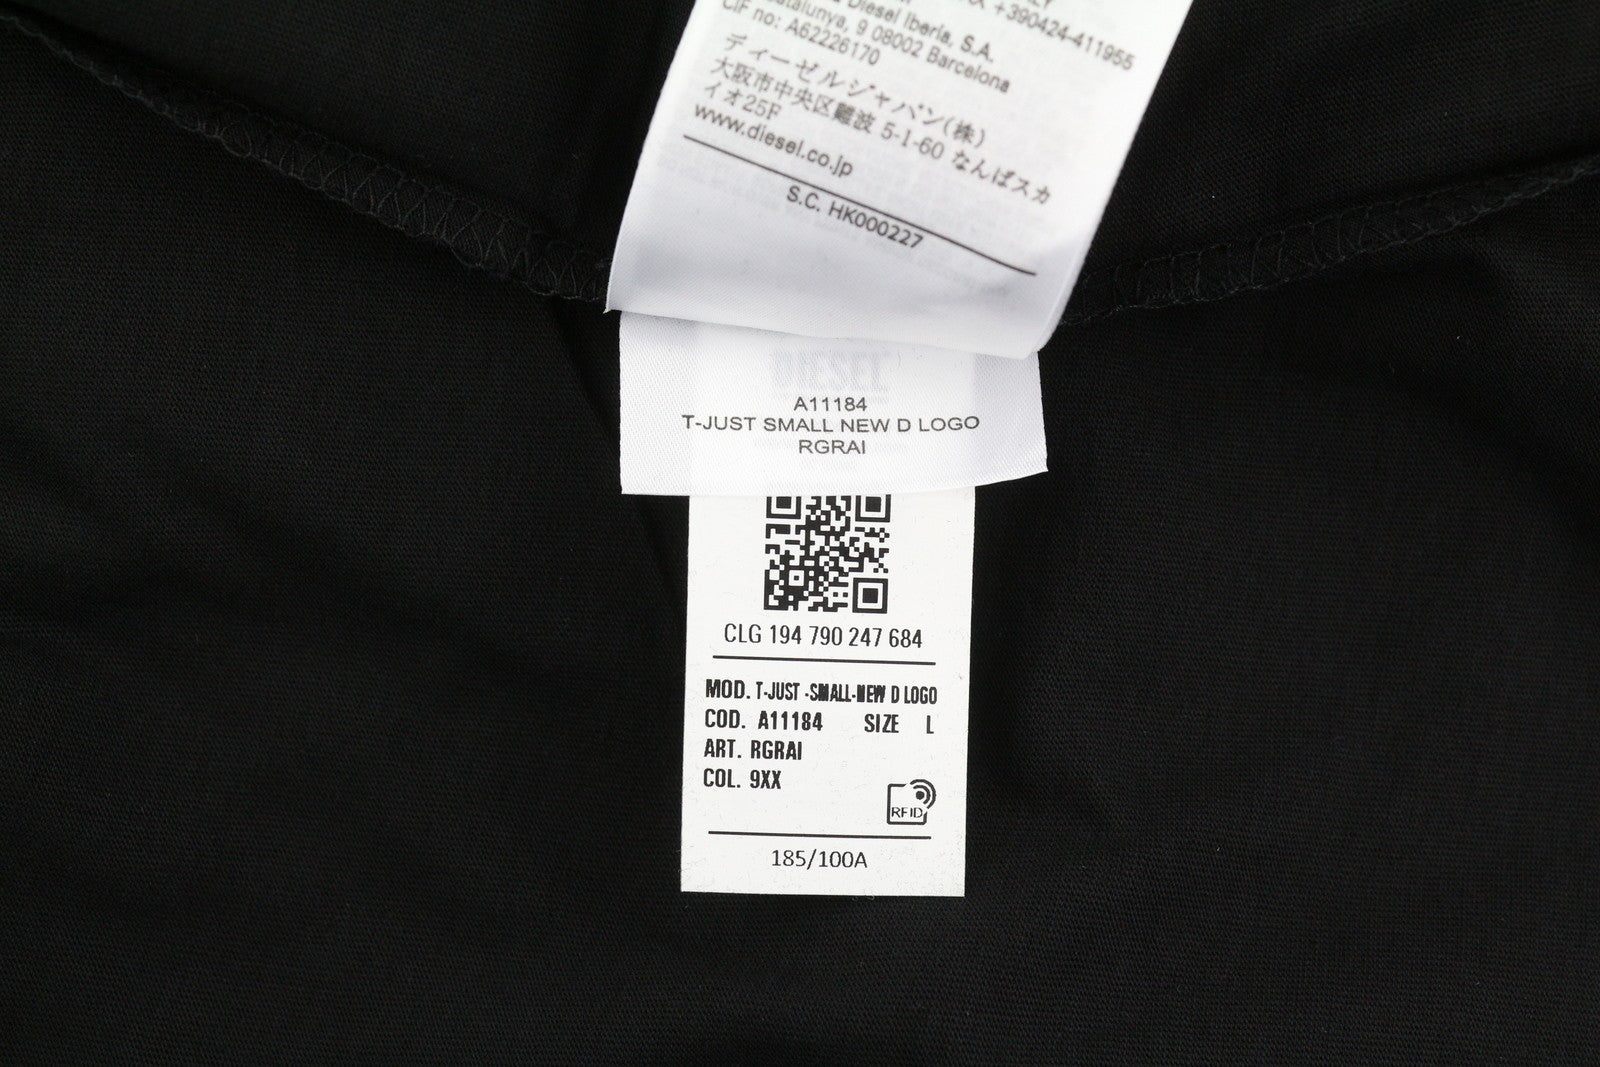 +390424-411955
Diesel Iberia, S.A.
9 08002 Barcelona
CIF no: A62226170
ディーゼルジャパン(株)
大阪市中央区難波 5-1-60 なんばスカ
イオ25F
www.diesel.co.jp
S.C. HK000227
DIESEL
A11184
T-JUST SMALL NEW D LOGO
RGRAI
CLG 194 790 247 684
MOD. T-JUST -SMALL-NEW D LOGO
COD. A11184 SIZE L
ART. RGRAI
COL. 9XX
RFID
185/100A